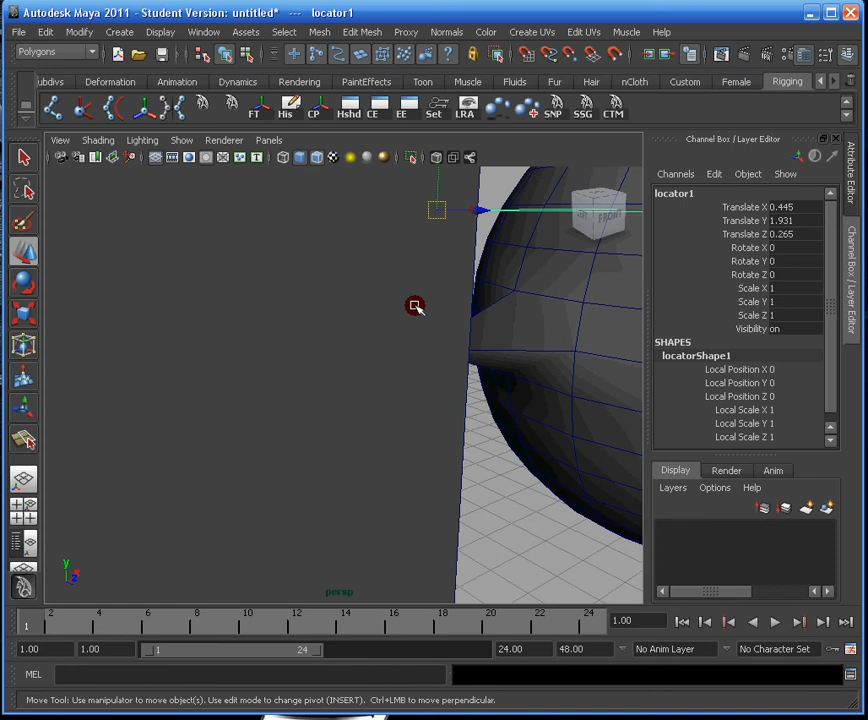 Autodesk Maya 2011 - Student Version: untitled*   ---   locator1
File Edit Modify Create Display Window Assets Select Mesh Edit Mesh Proxy Normals Color Create UVs Edit UVs Muscle Help
Polygons
ubdivs Deformation Animation Dynamics Rendering PaintEffects Toon Muscle Fluids Fur Hair nCloth Custom Female Rigging
FT His CP Hshd CE EE Set LRA SNP SSG CTM
View Shading Lighting Show Renderer Panels
FRONT
y
z
persp
Channel Box / Layer Editor
Channels Edit Object Show
locator1
Translate X 0.445
Translate Y 1.931
Translate Z 0.265
Rotate X 0
Rotate Y 0
Rotate Z 0
Scale X 1
Scale Y 1
Scale Z 1
Visibility on
SHAPES
locatorShape1
Local Position X 0
Local Position Y 0
Local Position Z 0
Local Scale X 1
Local Scale Y 1
Local Scale Z 1
Display Render Anim
Layers Options Help
Attribute Editor
Channel Box / Layer Editor
1 2 4 6 8 10 12 14 16 18 20 22 24 1.00
1.00 1.00 1 24 24.00 48.00 No Anim Layer No Character Set
MEL
Move Tool: Use manipulator to move object(s). Use edit mode to change pivot (INSERT).  Ctrl+LMB to move perpendicular.